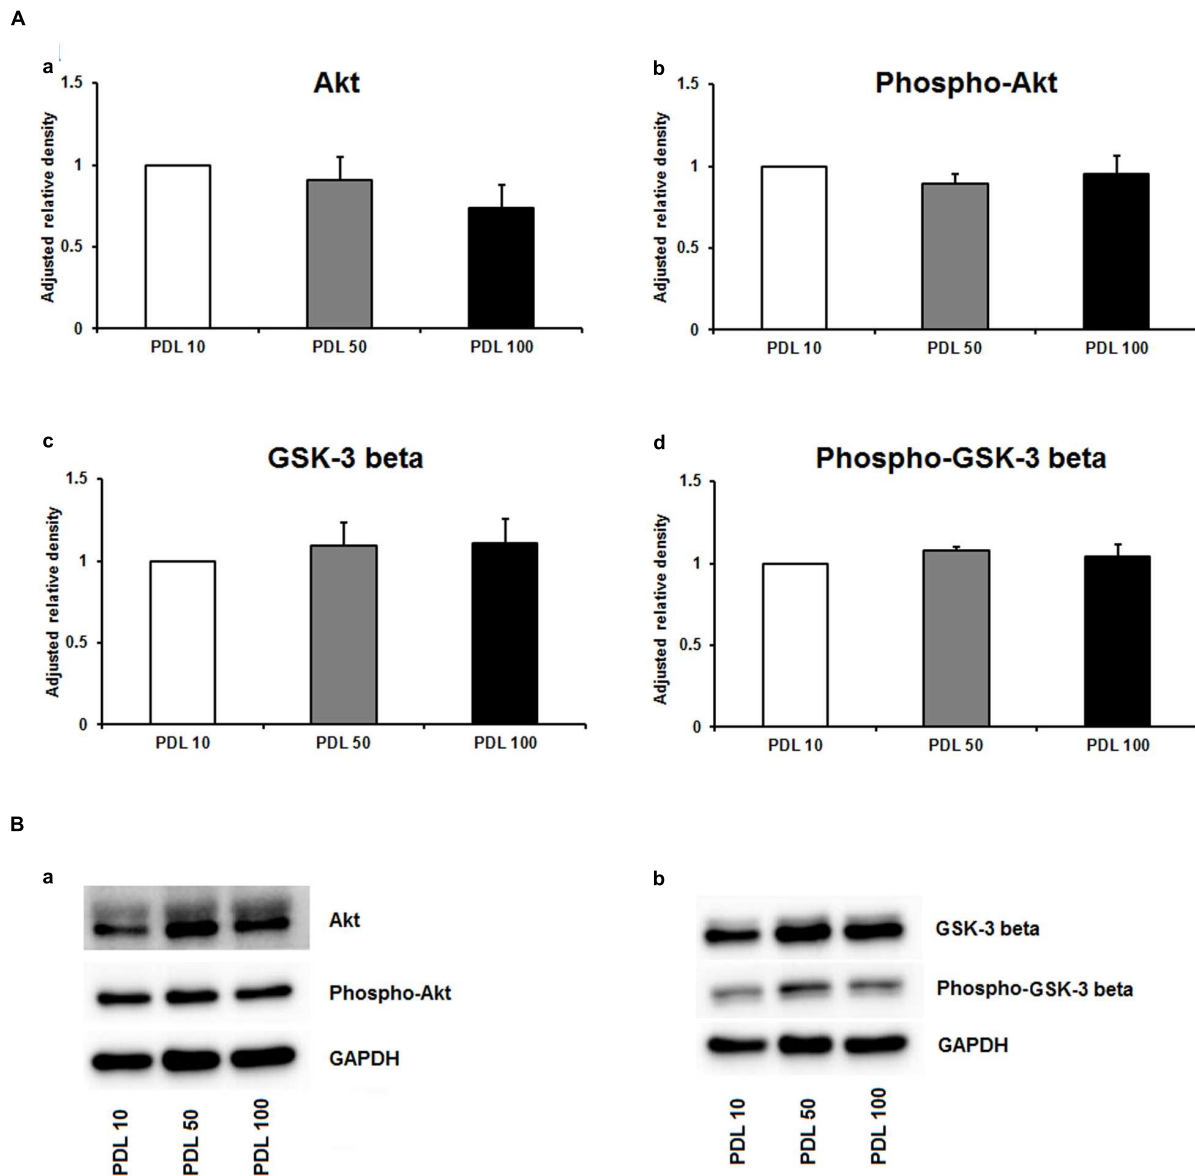 A
a
Akt
Adjusted relative density
1.5
1
0.5
0
PDL 10
PDL 50
PDL 100
b
Phospho-Akt
Adjusted relative density
1.5
1
0.5
0
PDL 10
PDL 50
PDL 100
c
GSK-3 beta
Adjusted relative density
1.5
1
0.5
0
PDL 10
PDL 50
PDL 100
d
Phospho-GSK-3 beta
Adjusted relative density
1.5
1
0.5
0
PDL 10
PDL 50
PDL 100
B
a
Akt
Phospho-Akt
GAPDH
PDL 10
PDL 50
PDL 100
b
GSK-3 beta
Phospho-GSK-3 beta
GAPDH
PDL 10
PDL 50
PDL 100